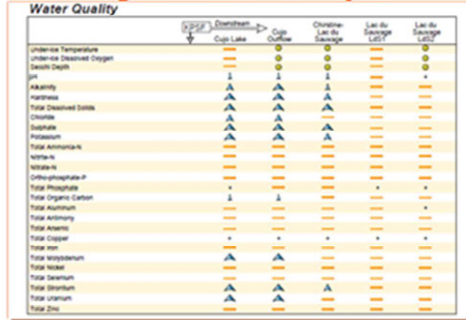 Water Quality
KPSF Downstream
Cujo Lake
Cujo Outflow
Christine-Lac du Sauvage
Lac du Sauvage LdS1
Lac du Sauvage LdS2
Under-ice Temperature
Under-ice Dissolved Oxygen
Secchi Depth
pH
Alkalinity
Hardness
Total Dissolved Solids
Chloride
Sulphate
Potassium
Total Ammonia-N
Nitrite-N
Nitrate-N
Ortho-phosphate-P
Total Phosphate
Total Organic Carbon
Total Aluminum
Total Antimony
Total Arsenic
Total Copper
Total Iron
Total Molybdenum
Total Nickel
Total Selenium
Total Strontium
Total Uranium
Total Zinc